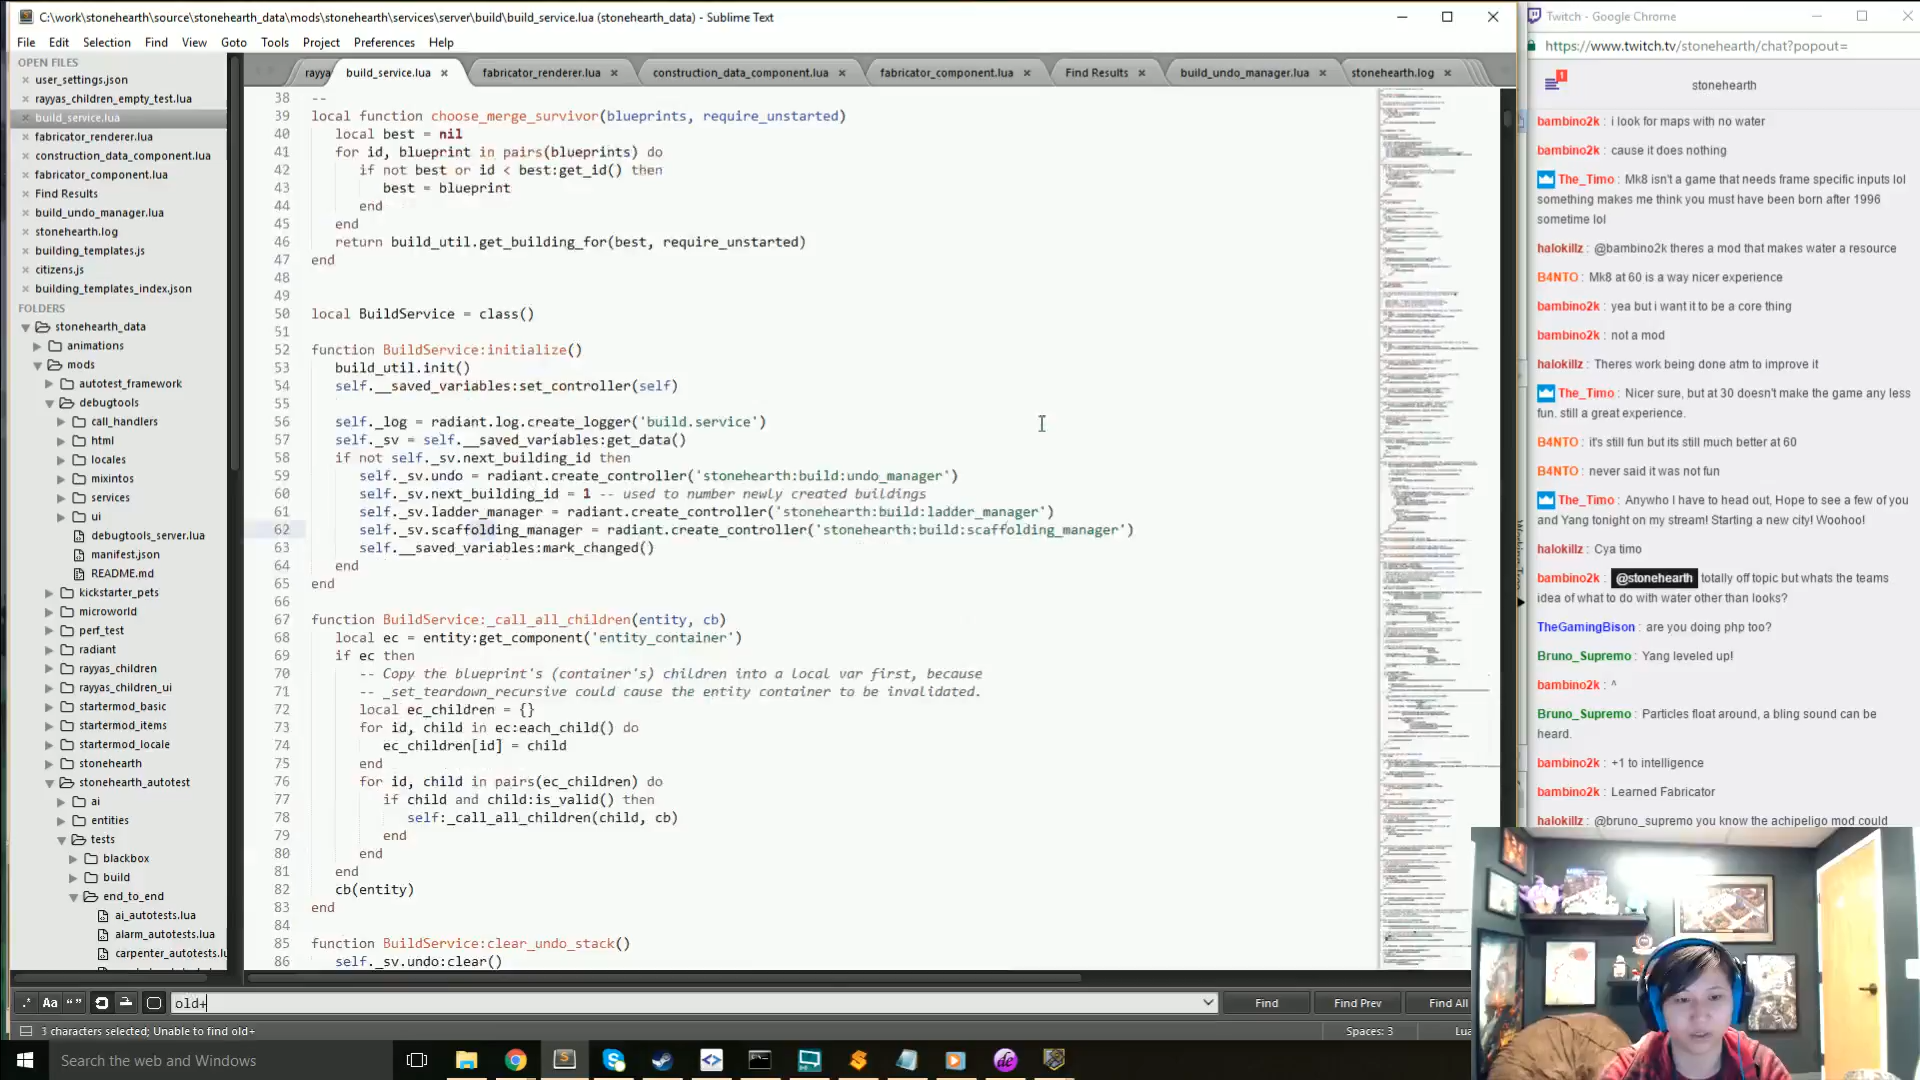 C:\work\stonehearth\source\stonehearth_data\mods\stonehearth\services\server\build\build_service.lua (stonehearth_data) - Sublime Text
File Edit Selection Find View Goto Tools Project Preferences Help
OPEN FILES
user_settings.json
rayyas_children_empty_test.lua
build_service.lua
fabricator_renderer.lua
construction_data_component.lua
fabricator_component.lua
Find Results
build_undo_manager.lua
stonehearth.log
building_templates.js
citizens.js
building_templates_index.json
FOLDERS
stonehearth_data
animations
mods
autotest_framework
debugtools
call_handlers
html
locales
mixintos
services
ui
debugtools_server.lua
manifest.json
README.md
kickstarter_pets
microworld
perf_test
radiant
rayyas_children
rayyas_children_ui
startermod_basic
startermod_items
startermod_locale
stonehearth
stonehearth_autotest
ai
entities
tests
blackbox
build
end_to_end
ai_autotests.lua
alarm_autotests.lua
carpenter_autotests.lu
rayya build_service.lua fabricator_renderer.lua construction_data_component.lua fabricator_component.lua Find Results build_undo_manager.lua stonehearth.log
38 --
39 local function choose_merge_survivor(blueprints, require_unstarted)
40 local best = nil
41 for id, blueprint in pairs(blueprints) do
42 if not best or id < best:get_id() then
43 best = blueprint
44 end
45 end
46 return build_util.get_building_for(best, require_unstarted)
47 end
48
49
50 local BuildService = class()
51
52 function BuildService:initialize()
53 build_util.init()
54 self.__saved_variables:set_controller(self)
55
56 self._log = radiant.log.create_logger('build.service')
57 self._sv = self.__saved_variables:get_data()
58 if not self._sv.next_building_id then
59 self._sv.undo = radiant.create_controller('stonehearth:build:undo_manager')
60 self._sv.next_building_id = 1 -- used to number newly created buildings
61 self._sv.ladder_manager = radiant.create_controller('stonehearth:build:ladder_manager')
62 self._sv.scaffolding_manager = radiant.create_controller('stonehearth:build:scaffolding_manager')
63 self.__saved_variables:mark_changed()
64 end
65 end
66
67 function BuildService:_call_all_children(entity, cb)
68 local ec = entity:get_component('entity_container')
69 if ec then
70 -- Copy the blueprint's (container's) children into a local var first, because
71 -- _set_teardown_recursive could cause the entity container to be invalidated.
72 local ec_children = {}
73 for id, child in ec:each_child() do
74 ec_children[id] = child
75 end
76 for id, child in pairs(ec_children) do
77 if child and child:is_valid() then
78 self:_call_all_children(child, cb)
79 end
80 end
81 end
82 cb(entity)
83 end
84
85 function BuildService:clear_undo_stack()
86 self._sv.undo:clear()
.* Aa “ ” old+ Find Find Prev Find All
3 characters selected; Unable to find old+ Spaces: 3 Lua
Search the web and Windows
Twitch - Google Chrome
https://www.twitch.tv/stonehearth/chat?popout=
1
stonehearth
bambino2k : i look for maps with no water
bambino2k : cause it does nothing
The_Timo : Mk8 isn't a game that needs frame specific inputs lol
something makes me think you must have been born after 1996
sometime lol
halokillz : @bambino2k theres a mod that makes water a resource
B4NTO : Mk8 at 60 is a way nicer experience
bambino2k : yea but i want it to be a core thing
bambino2k : not a mod
halokillz : Theres work being done atm to improve it
The_Timo : Nicer sure, but at 30 doesn't make the game any less
fun. still a great experience.
B4NTO : it's still fun but its still much better at 60
B4NTO : never said it was not fun
The_Timo : Anywho I have to head out, Hope to see a few of you
and Yang tonight on my stream! Starting a new city! Woohoo!
halokillz : Cya timo
bambino2k : @stonehearth totally off topic but whats the teams
idea of what to do with water other than looks?
TheGamingBison : are you doing php too?
Bruno_Supremo : Yang leveled up!
bambino2k : ^
Bruno_Supremo : Particles float around, a bling sound can be
heard.
bambino2k : +1 to intelligence
bambino2k : Learned Fabricator
halokillz : @bruno_supremo you know the achipeligo mod could